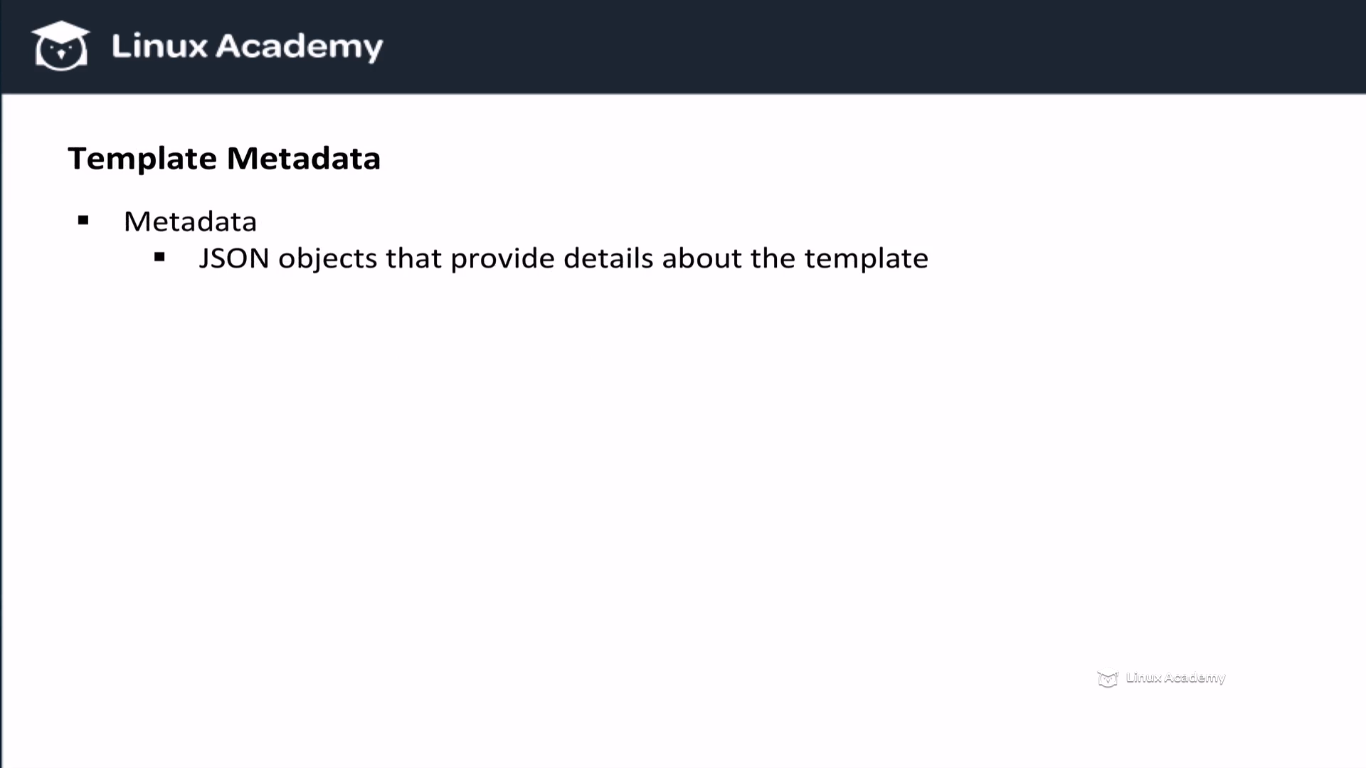 Linux Academy
Template Metadata
▪ Metadata
▪ JSON objects that provide details about the template
Linux Academy